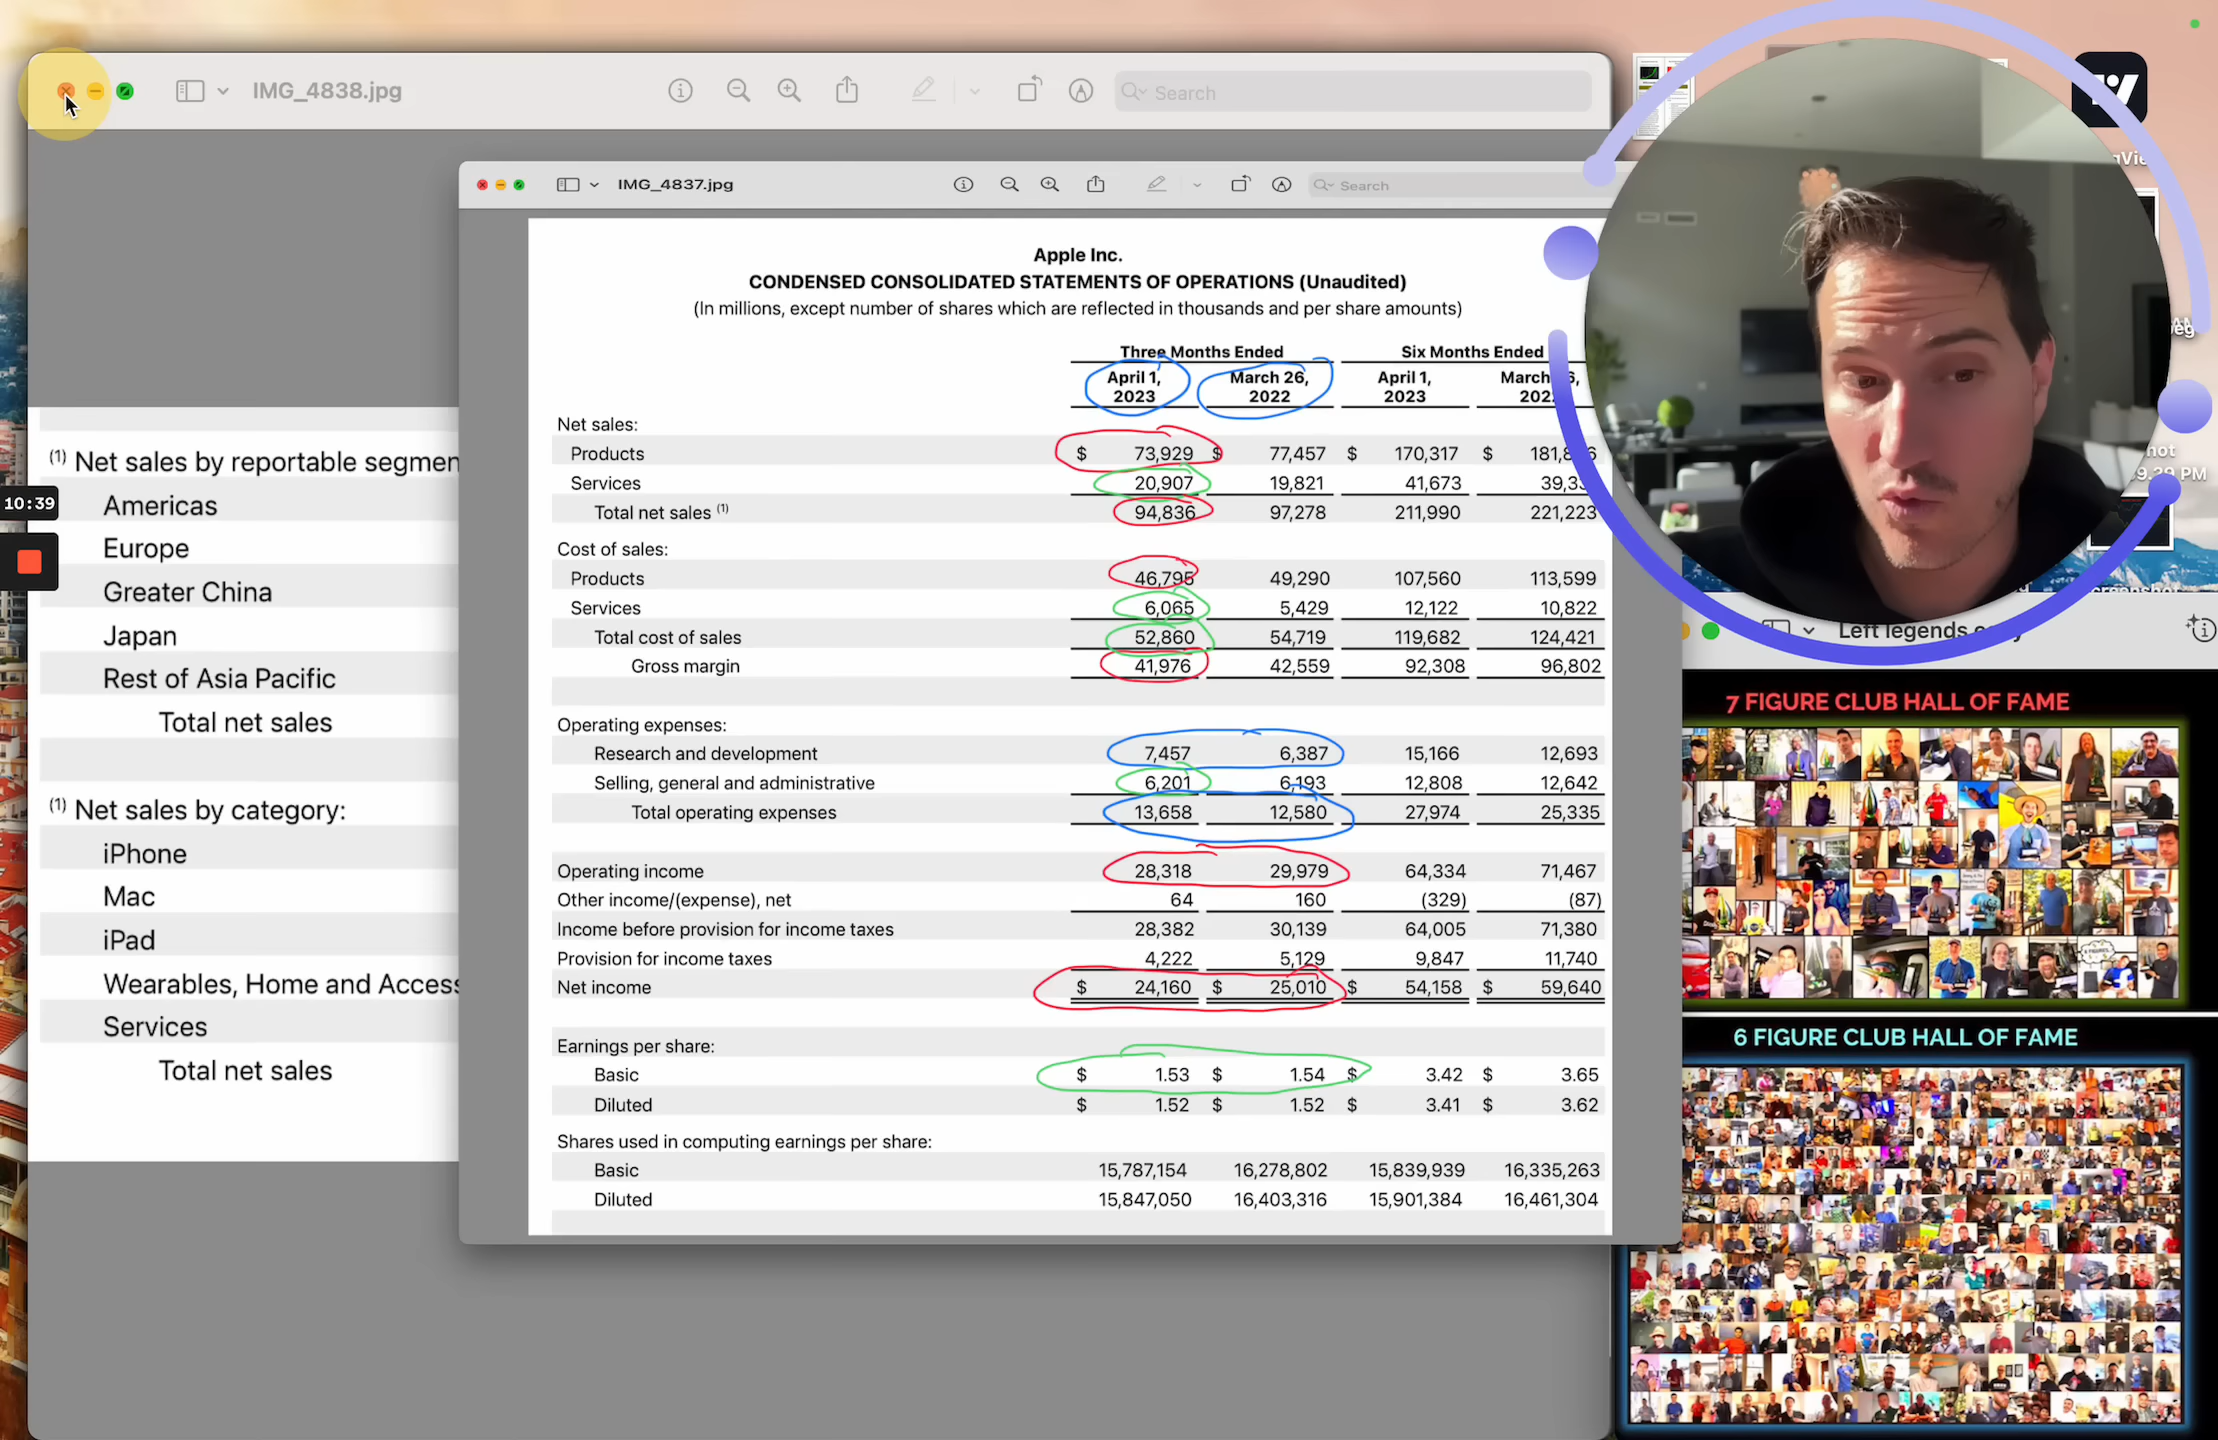 IMG_4838.jpg
Search
IMG_4837.jpg
Search
10:39
(1) Net sales by reportable segmen
Americas
Europe
Greater China
Japan
Rest of Asia Pacific
Total net sales
(1) Net sales by category:
iPhone
Mac
iPad
Wearables, Home and Access
Services
Total net sales
Apple Inc.
CONDENSED CONSOLIDATED STATEMENTS OF OPERATIONS (Unaudited)
(In millions, except number of shares which are reflected in thousands and per share amounts)
Three Months Ended Six Months Ended
April 1, 2023 March 26, 2022 April 1, 2023 March
Net sales:
Products $ 73,929 $ 77,457 $ 170,317 $
Services 20,907 19,821 41,673
Total net sales (1) 94,836 97,278 211,990 221,223
Cost of sales:
Products 46,795 49,290 107,560 113,599
Services 6,065 5,429 12,122 10,822
Total cost of sales 52,860 54,719 119,682 124,421
Gross margin 41,976 42,559 92,308 96,802
Operating expenses:
Research and development 7,457 6,387 15,166 12,693
Selling, general and administrative 6,201 6,193 12,808 12,642
Total operating expenses 13,658 12,580 27,974 25,335
Operating income 28,318 29,979 64,334 71,467
Other income/(expense), net 64 160 (329) (87)
Income before provision for income taxes 28,382 30,139 64,005 71,380
Provision for income taxes 4,222 5,129 9,847 11,740
Net income $ 24,160 $ 25,010 $ 54,158 $ 59,640
Earnings per share:
Basic $ 1.53 $ 1.54 $ 3.42 $ 3.65
Diluted $ 1.52 $ 1.52 $ 3.41 $ 3.62
Shares used in computing earnings per share:
Basic 15,787,154 16,278,802 15,839,939 16,335,263
Diluted 15,847,050 16,403,316 15,901,384 16,461,304
PM
Left legends
7 FIGURE CLUB HALL OF FAME
6 FIGURE CLUB HALL OF FAME